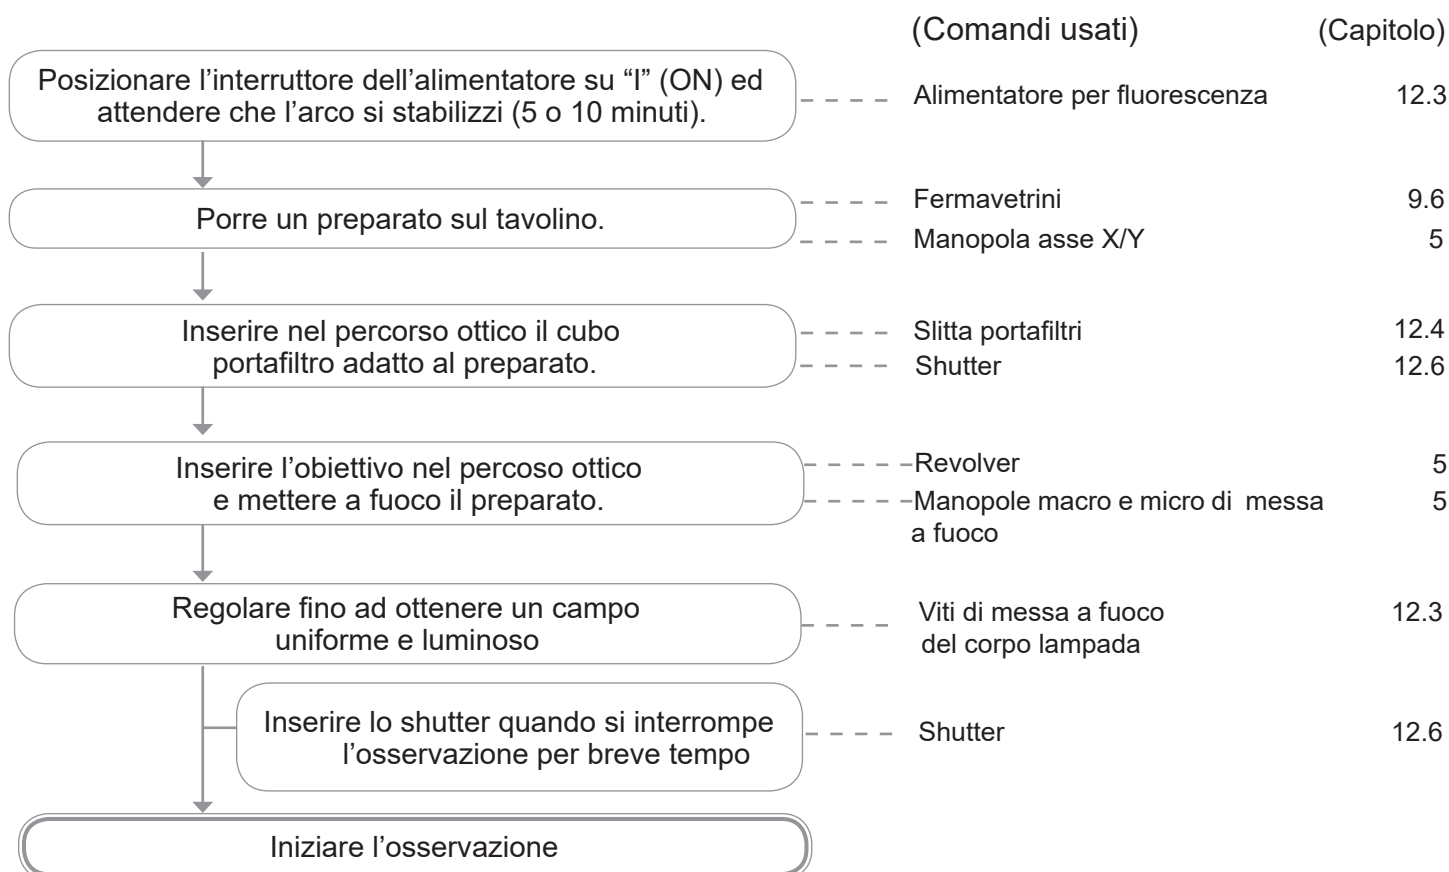 (Comandi usati) (Capitolo)
Posizionare l’interruttore dell’alimentatore su “I” (ON) ed
attendere che l’arco si stabilizzi (5 o 10 minuti).
Alimentatore per fluorescenza 12.3
Porre un preparato sul tavolino.
Fermavetrini 9.6
Manopola asse X/Y 5
Inserire nel percorso ottico il cubo
portafiltro adatto al preparato.
Slitta portafiltri 12.4
Shutter 12.6
Inserire l’obiettivo nel percoso ottico
e mettere a fuoco il preparato.
Revolver 5
Manopole macro e micro di messa 5
a fuoco
Regolare fino ad ottenere un campo
uniforme e luminoso
Viti di messa a fuoco 12.3
del corpo lampada
Inserire lo shutter quando si interrompe
l’osservazione per breve tempo
Shutter 12.6
Iniziare l’osservazione